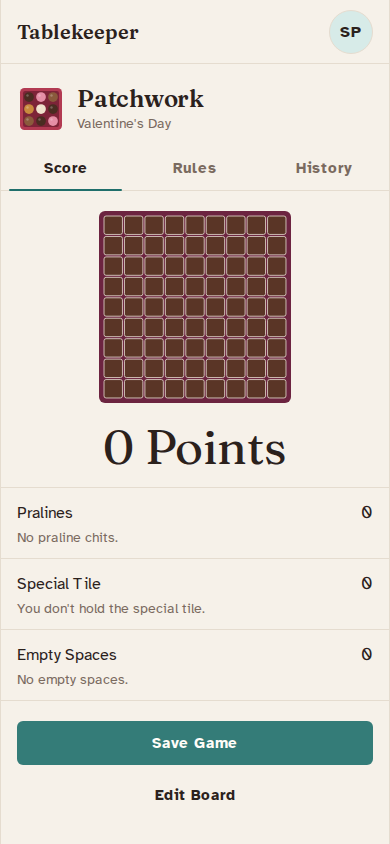 Tablekeeper
SP
Patchwork
Valentine's Day
Score
Rules
History
0 Points
Pralines
0
No praline chits.
Special Tile
0
You don't hold the special tile.
Empty Spaces
0
No empty spaces.
Save Game
Edit Board